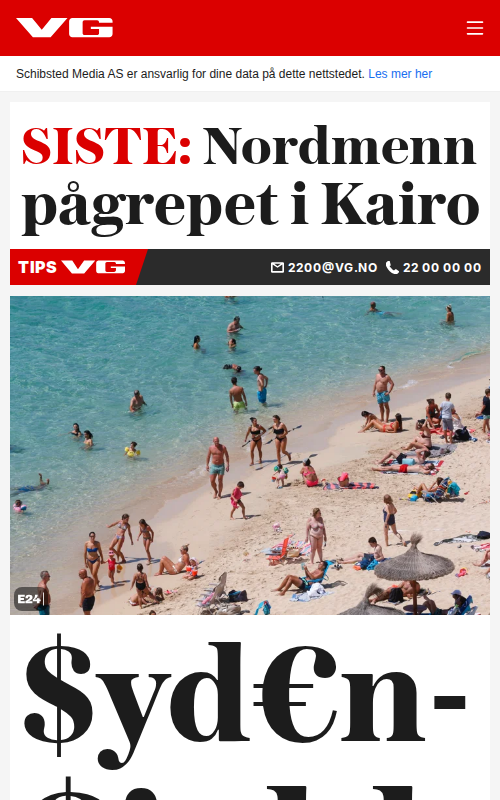 VG
Schibsted Media AS er ansvarlig for dine data på dette nettstedet. Les mer her
SISTE: Nordmenn
pågrepet i Kairo
TIPS VG 2200@VG.NO 22 00 00 00
E24
$yd€n-